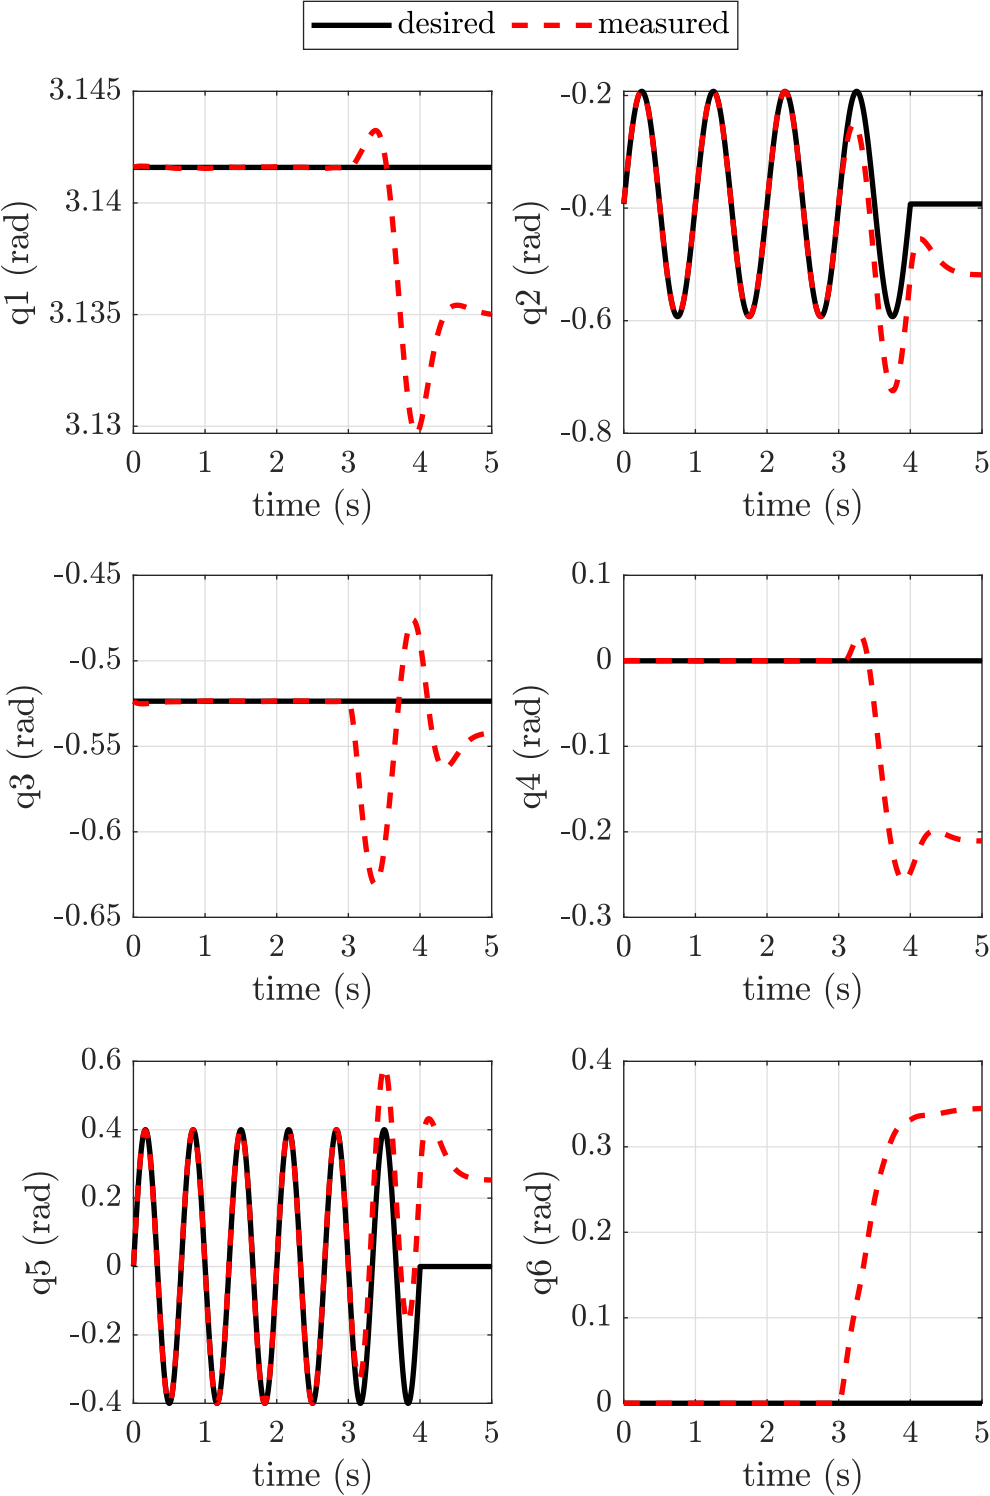 desired measured
3.145
3.14
3.135
3.13
q1 (rad)
0 1 2 3 4 5
time (s)
-0.2
-0.4
-0.6
-0.8
q2 (rad)
0 1 2 3 4 5
time (s)
-0.45
-0.5
-0.55
-0.6
-0.65
q3 (rad)
0 1 2 3 4 5
time (s)
0.1
0
-0.1
-0.2
-0.3
q4 (rad)
0 1 2 3 4 5
time (s)
0.6
0.4
0.2
0
-0.2
-0.4
q5 (rad)
0 1 2 3 4 5
time (s)
0.4
0.3
0.2
0.1
0
q6 (rad)
0 1 2 3 4 5
time (s)